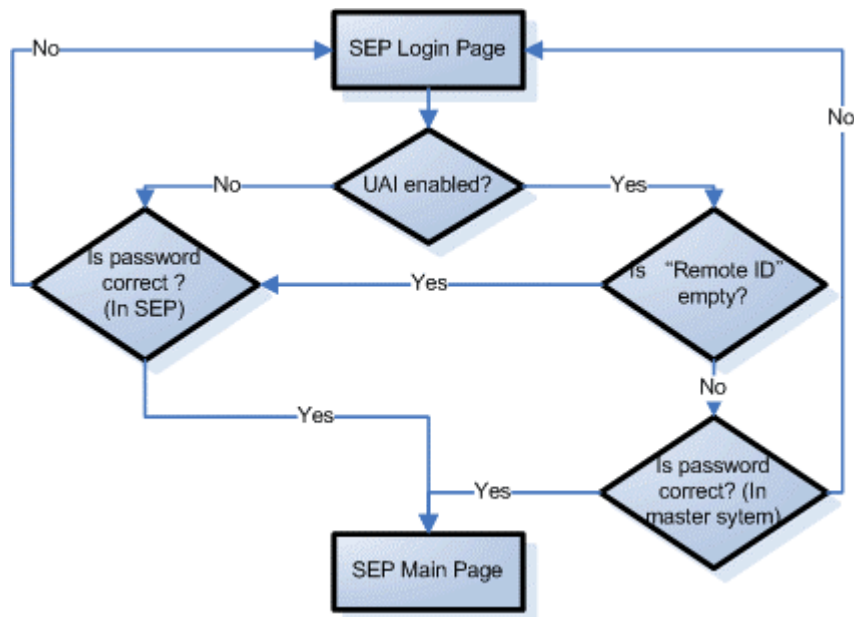 SEP Login Page
No
No
UAI enabled?
No
Yes
Is password
correct ?
(In SEP)
Yes
Is “Remote ID”
empty?
No
Yes
Is password
correct? (In
master sytem)
Yes
SEP Main Page